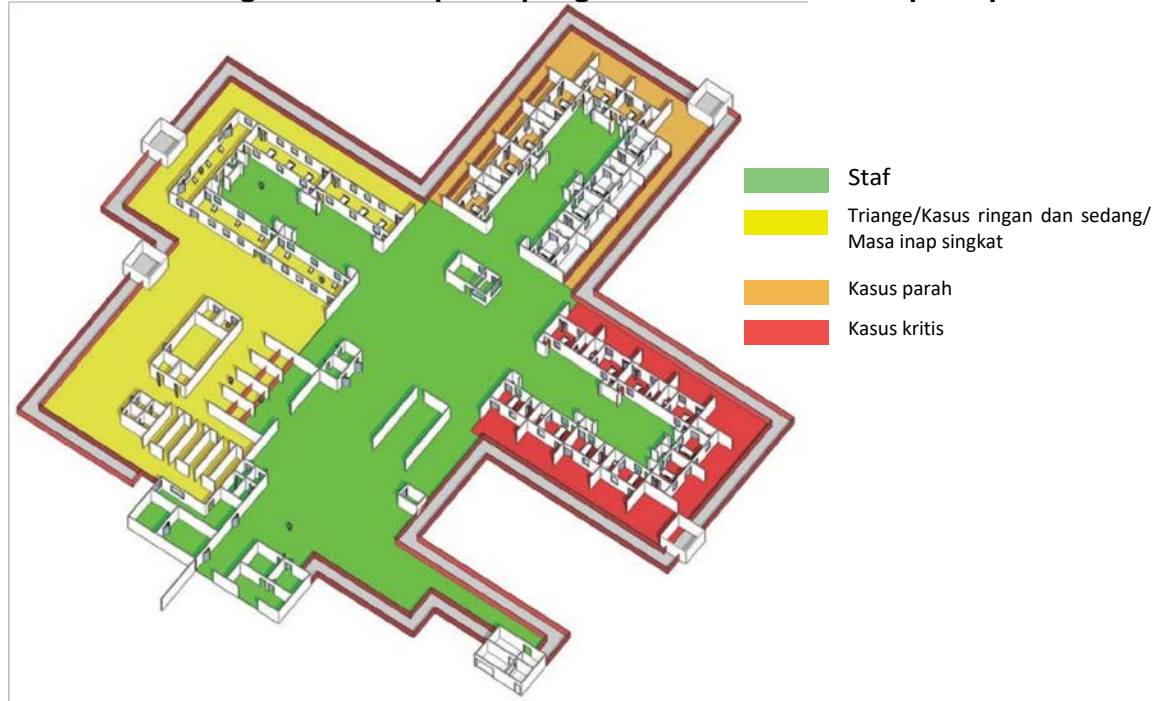 Staf
Triange/Kasus ringan dan sedang/
Masa inap singkat
Kasus parah
Kasus kritis